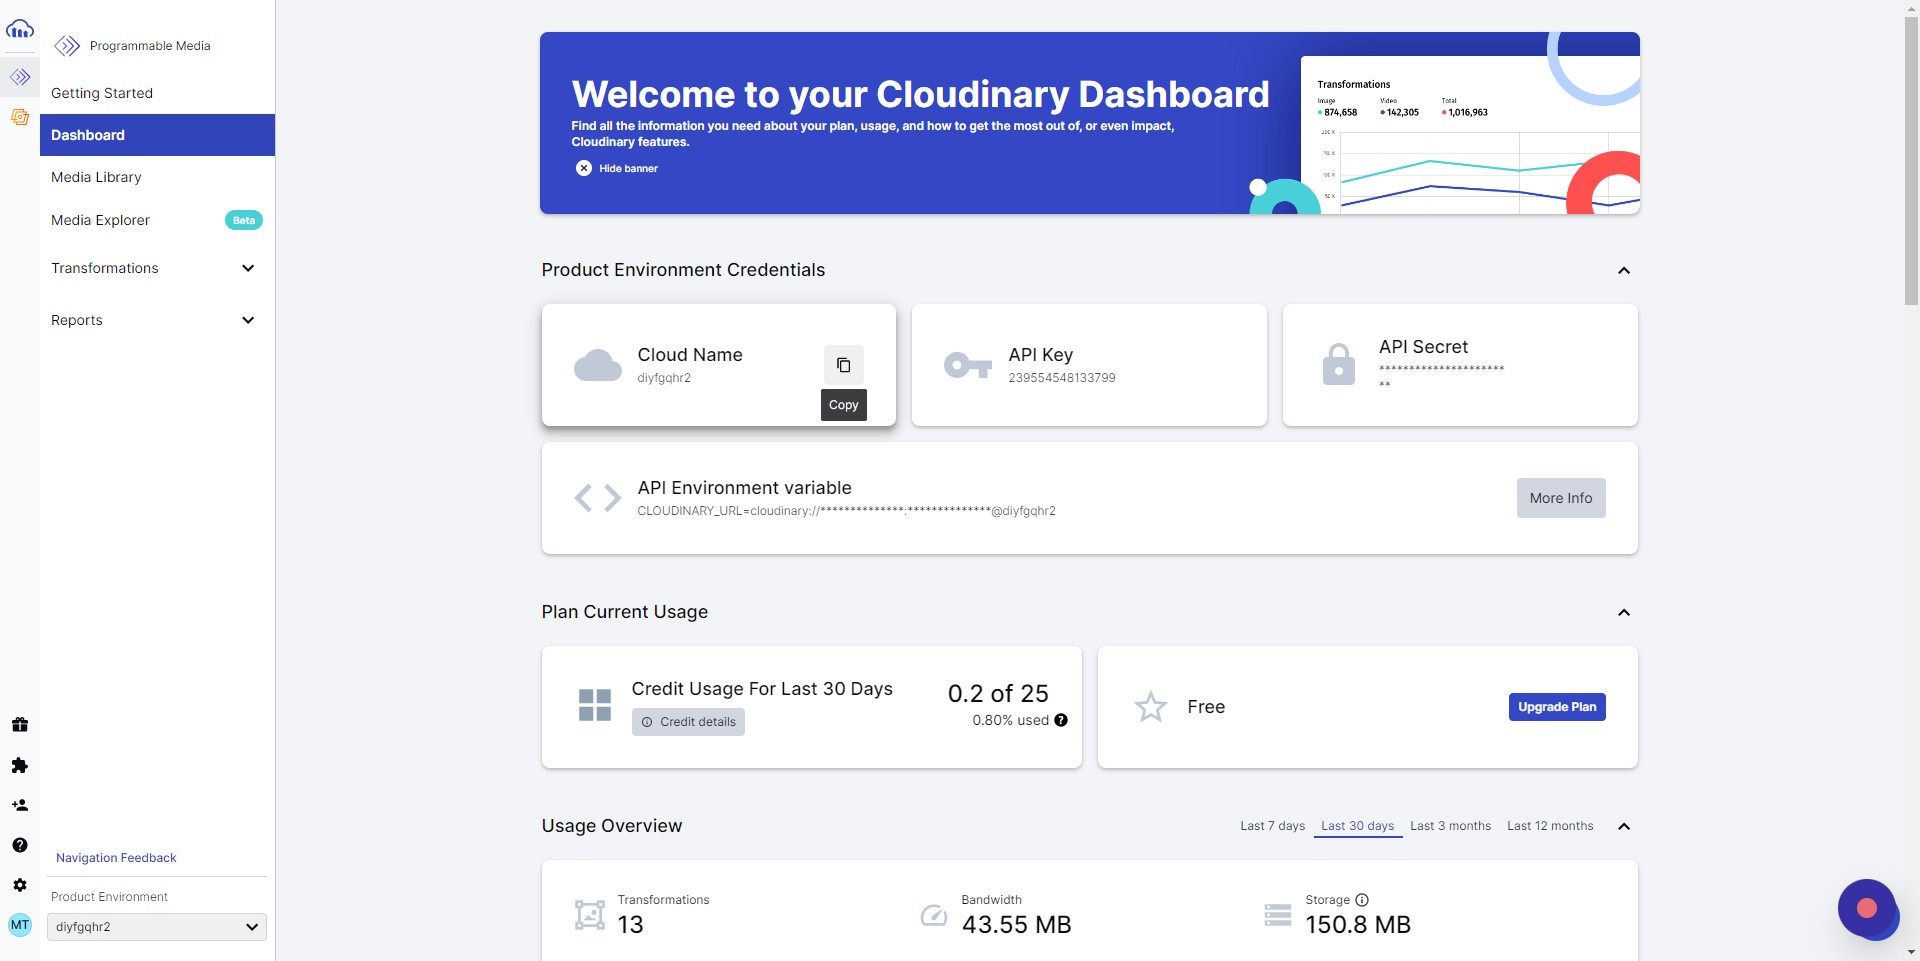 Programmable Media
Getting Started
Dashboard
Media Library
Media Explorer
Beta
Transformations
Reports
Navigation Feedback
Product Environment
MT
diyfgqhr2
Welcome to your Cloudinary Dashboard
Find all the information you need about your plan, usage, and how to get the most out of, or even impact,
Cloudinary features.
Hide banner
Transformations
Image Video Total
874,658 142,305 1,016,963
200 K
150 K
100 K
50 K
Product Environment Credentials
Cloud Name
diyfgqhr2
Copy
API Key
239554548133799
API Secret
*********************
**
API Environment variable
CLOUDINARY_URL=cloudinary://**************:**************@diyfgqhr2
More Info
Plan Current Usage
Credit Usage For Last 30 Days
Credit details
0.2 of 25
0.80% used
Free
Upgrade Plan
Usage Overview
Last 7 days Last 30 days Last 3 months Last 12 months
Transformations
13
Bandwidth
43.55 MB
Storage
150.8 MB